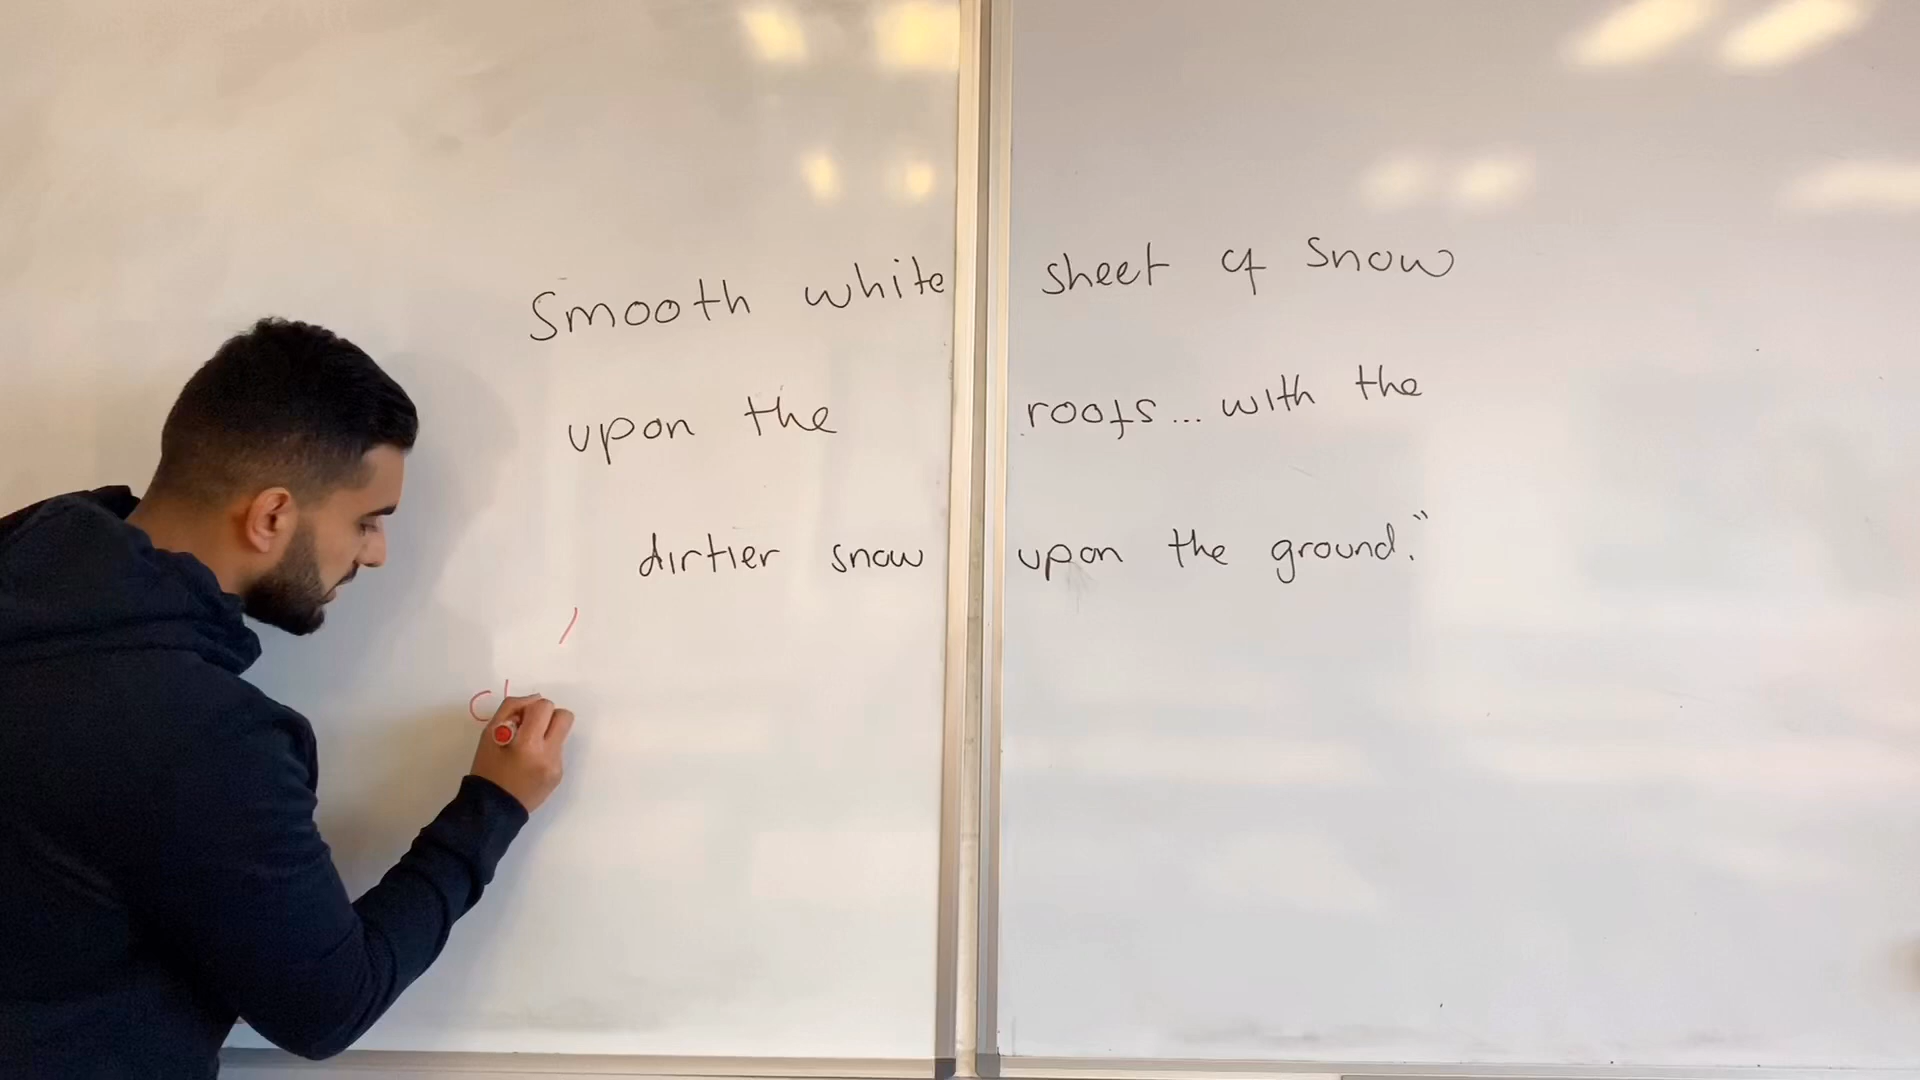 Smooth white sheet of snow
upon the roofs... with the
dirtier snow upon the ground."